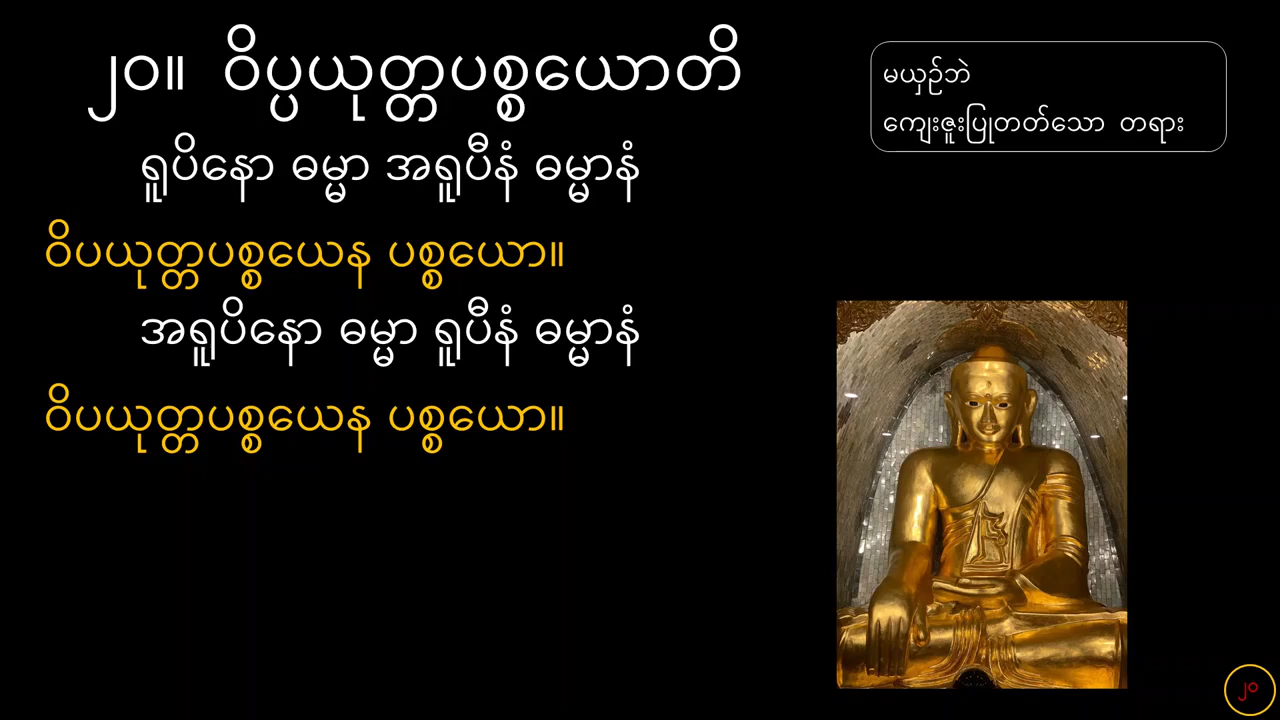 ၂၀။ ဝိပ္ပယုတ္တပစ္စယောတိ
ရူပိနော ဓမ္မာ အရူပီနံ ဓမ္မာနံ
ဝိပယုတ္တပစ္စယေန ပစ္စယော။
အရူပိနော ဓမ္မာ ရူပီနံ ဓမ္မာနံ
ဝိပယုတ္တပစ္စယေန ပစ္စယော။
မယှဉ်ဘဲ
ကျေးဇူးပြုတတ်သော တရား
၂၀